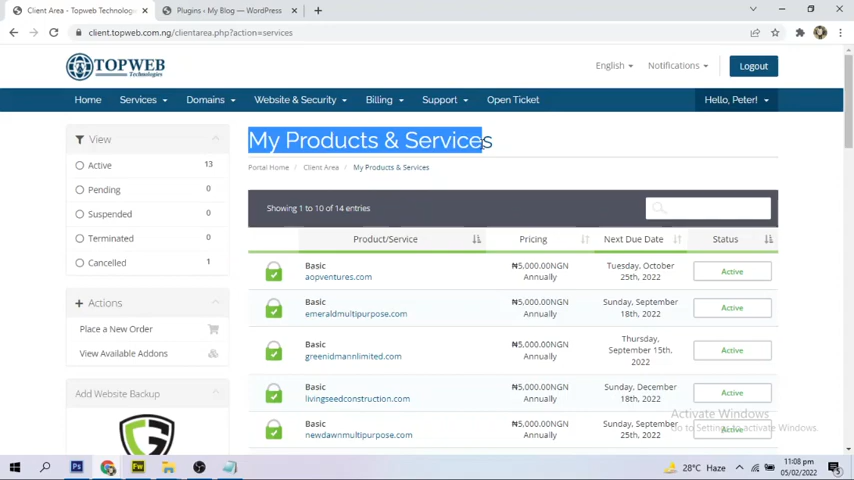 Client Area - Topweb Technolog
Plugins ‹ My Blog — WordPress
client.topweb.com.ng/clientarea.php?action=services
TOPWEB
Technologies
English
Notifications
Logout
Home
Services
Domains
Website & Security
Billing
Support
Open Ticket
Hello, Peter!
View
Active 13
Pending 0
Suspended 0
Terminated 0
Cancelled 1
Actions
Place a New Order
View Available Addons
Add Website Backup
My Products & Services
Portal Home / Client Area / My Products & Services
Showing 1 to 10 of 14 entries
Product/Service Pricing Next Due Date Status
Basic
aopventures.com
₦5,000.00NGN
Annually
Tuesday, October
25th, 2022
Active
Basic
emeraldmultipurpose.com
₦5,000.00NGN
Annually
Sunday, September
18th, 2022
Active
Basic
greenidmannlimited.com
₦5,000.00NGN
Annually
Thursday,
September 15th,
2022
Active
Basic
livingseedconstruction.com
₦5,000.00NGN
Annually
Sunday, December
18th, 2022
Active
Basic
newdawnmultipurpose.com
₦5,000.00NGN
Annually
Sunday, September
25th, 2022
Active
Activate Windows
Go to Settings to activate Windows.
Ps
Fw
28°C Haze
11:08 pm
05/02/2022